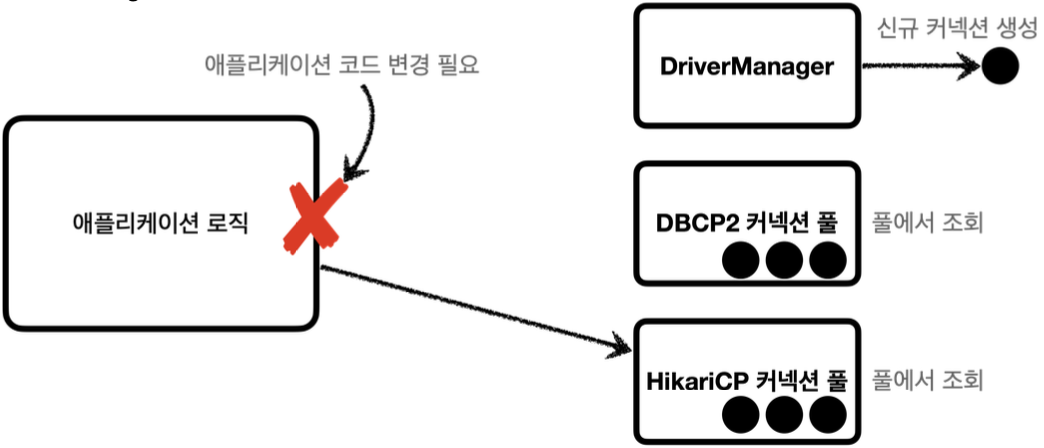 신규 커넥션 생성
애플리케이션 코드 변경 필요
DriverManager
애플리케이션 로직
DBCP2 커넥션 풀
풀에서 조회
HikariCP 커넥션 풀
풀에서 조회